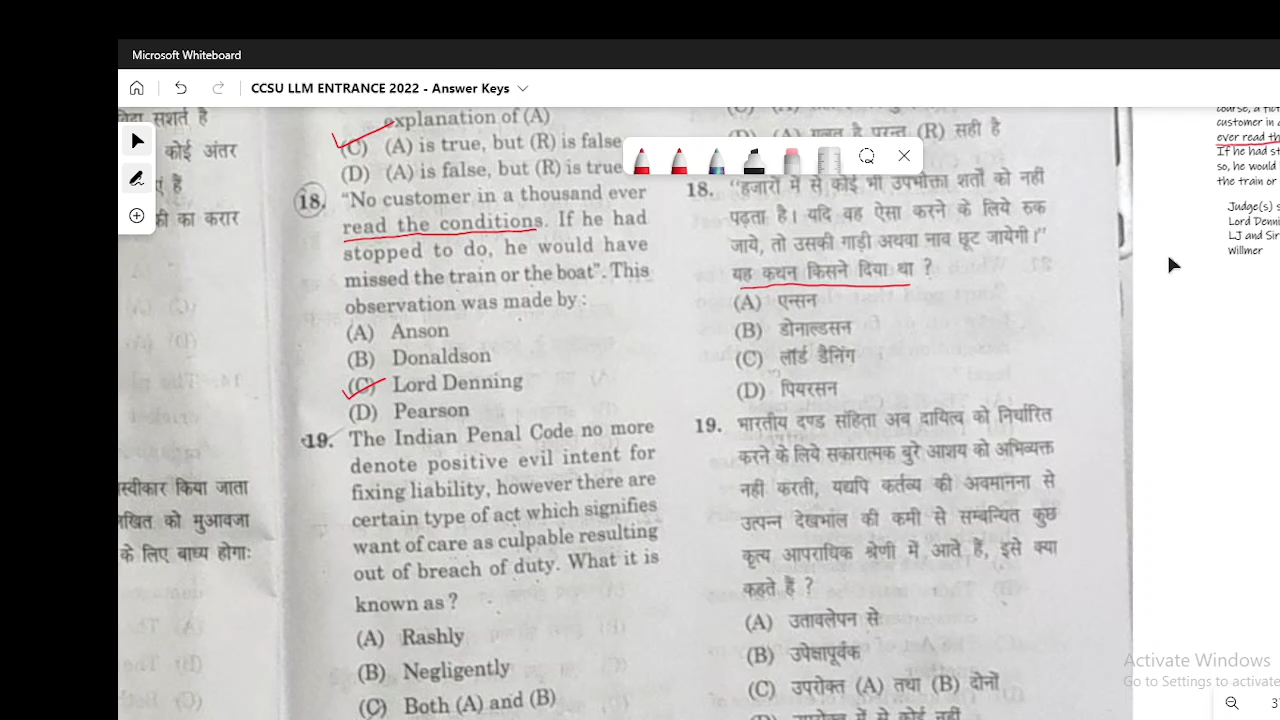 Microsoft Whiteboard
CCSU LLM ENTRANCE 2022 - Answer Keys
सशर्त है
कोई अंतर
एं हैं
की का करार
स्वीकार किया जाता
लिखित को मुआवजा
के लिए बाध्य होगाः
explanation of (A)
(C) (A) is true, but (R) is false
(D) (A) is false, but (R) is true
18. "No customer in a thousand ever
read the conditions. If he had
stopped to do, he would have
missed the train or the boat". This
observation was made by :
(A) Anson
(B) Donaldson
(C) Lord Denning
(D) Pearson
19. The Indian Penal Code no more
denote positive evil intent for
fixing liability, however there are
certain type of act which signifies
want of care as culpable resulting
out of breach of duty. What it is
known as ?
(A) Rashly
(B) Negligently
(C) Both (A) and (B)
(D) (A) गलत है परन्तु (R) सही है
18. "हजारों में से कोई भी उपभोक्ता शर्तों को नहीं
पढ़ता है। यदि वह ऐसा करने के लिये रुक
जाये, तो उसकी गाड़ी अथवा नाव छूट जायेगी।"
यह कथन किसने दिया था ?
(A) एन्सन
(B) डोनाल्डसन
(C) लॉर्ड डैनिंग
(D) पियरसन
19. भारतीय दण्ड संहिता अब दायित्व को निर्धारित
करने के लिये सकारात्मक बुरे आशय को अभिव्यक्त
नहीं करती, यद्यपि कर्तव्य की अवमानना से
उत्पन्न देखभाल की कमी से सम्बन्धित कुछ
कृत्य आपराधिक श्रेणी में आते हैं, इसे क्या
कहते हैं ?
(A) उतावलेपन से
(B) उपेक्षापूर्वक
(C) उपरोक्त (A) तथा (B) दोनों
उपरोक्त में से कोई नहीं
customer in
ever read th
If he had st
so, he would
the train or
Judge(s) s
Lord Denni
LJ and Sir
Willmer
Activate Windows
Go to Settings to activate